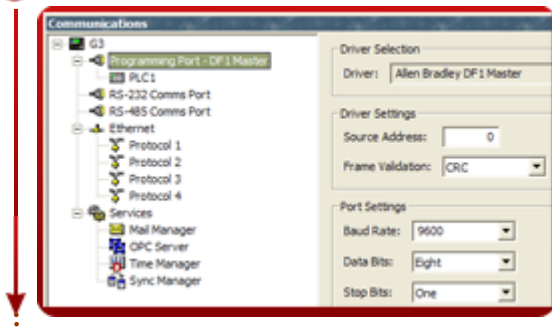 Communications
G3
Programming Port - DF1 Master
PLC1
RS-232 Comms Port
RS-485 Comms Port
Ethernet
Protocol 1
Protocol 2
Protocol 3
Protocol 4
Services
Mail Manager
OPC Server
Time Manager
Sync Manager
Driver Selection
Driver: Allen Bradley DF1 Master
Driver Settings
Source Address: 0
Frame Validation: CRC
Port Settings
Baud Rate: 9600
Data Bits: Eight
Stop Bits: One